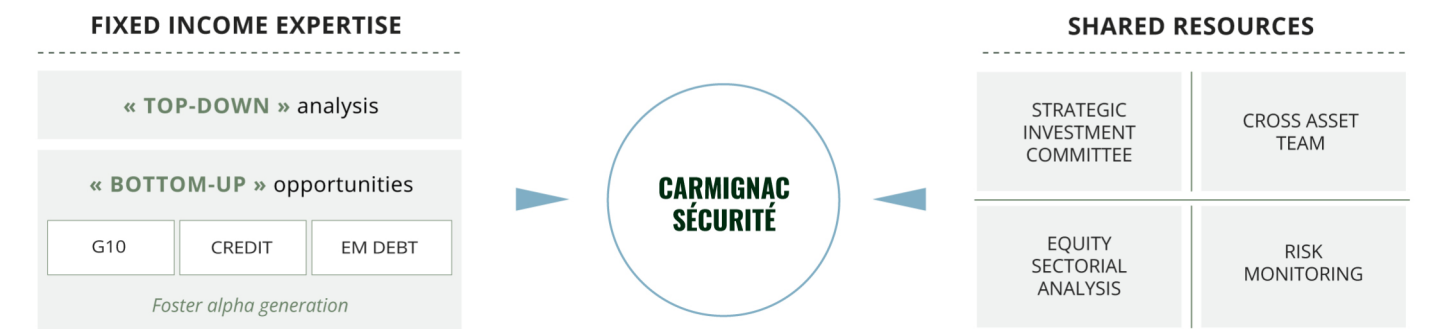 FIXED INCOME EXPERTISE
« TOP-DOWN » analysis
« BOTTOM-UP » opportunities
G10
CREDIT
EM DEBT
Foster alpha generation
CARMIGNAC
SÉCURITÉ
SHARED RESOURCES
STRATEGIC
INVESTMENT
COMMITTEE
CROSS ASSET
TEAM
EQUITY
SECTORIAL
ANALYSIS
RISK
MONITORING